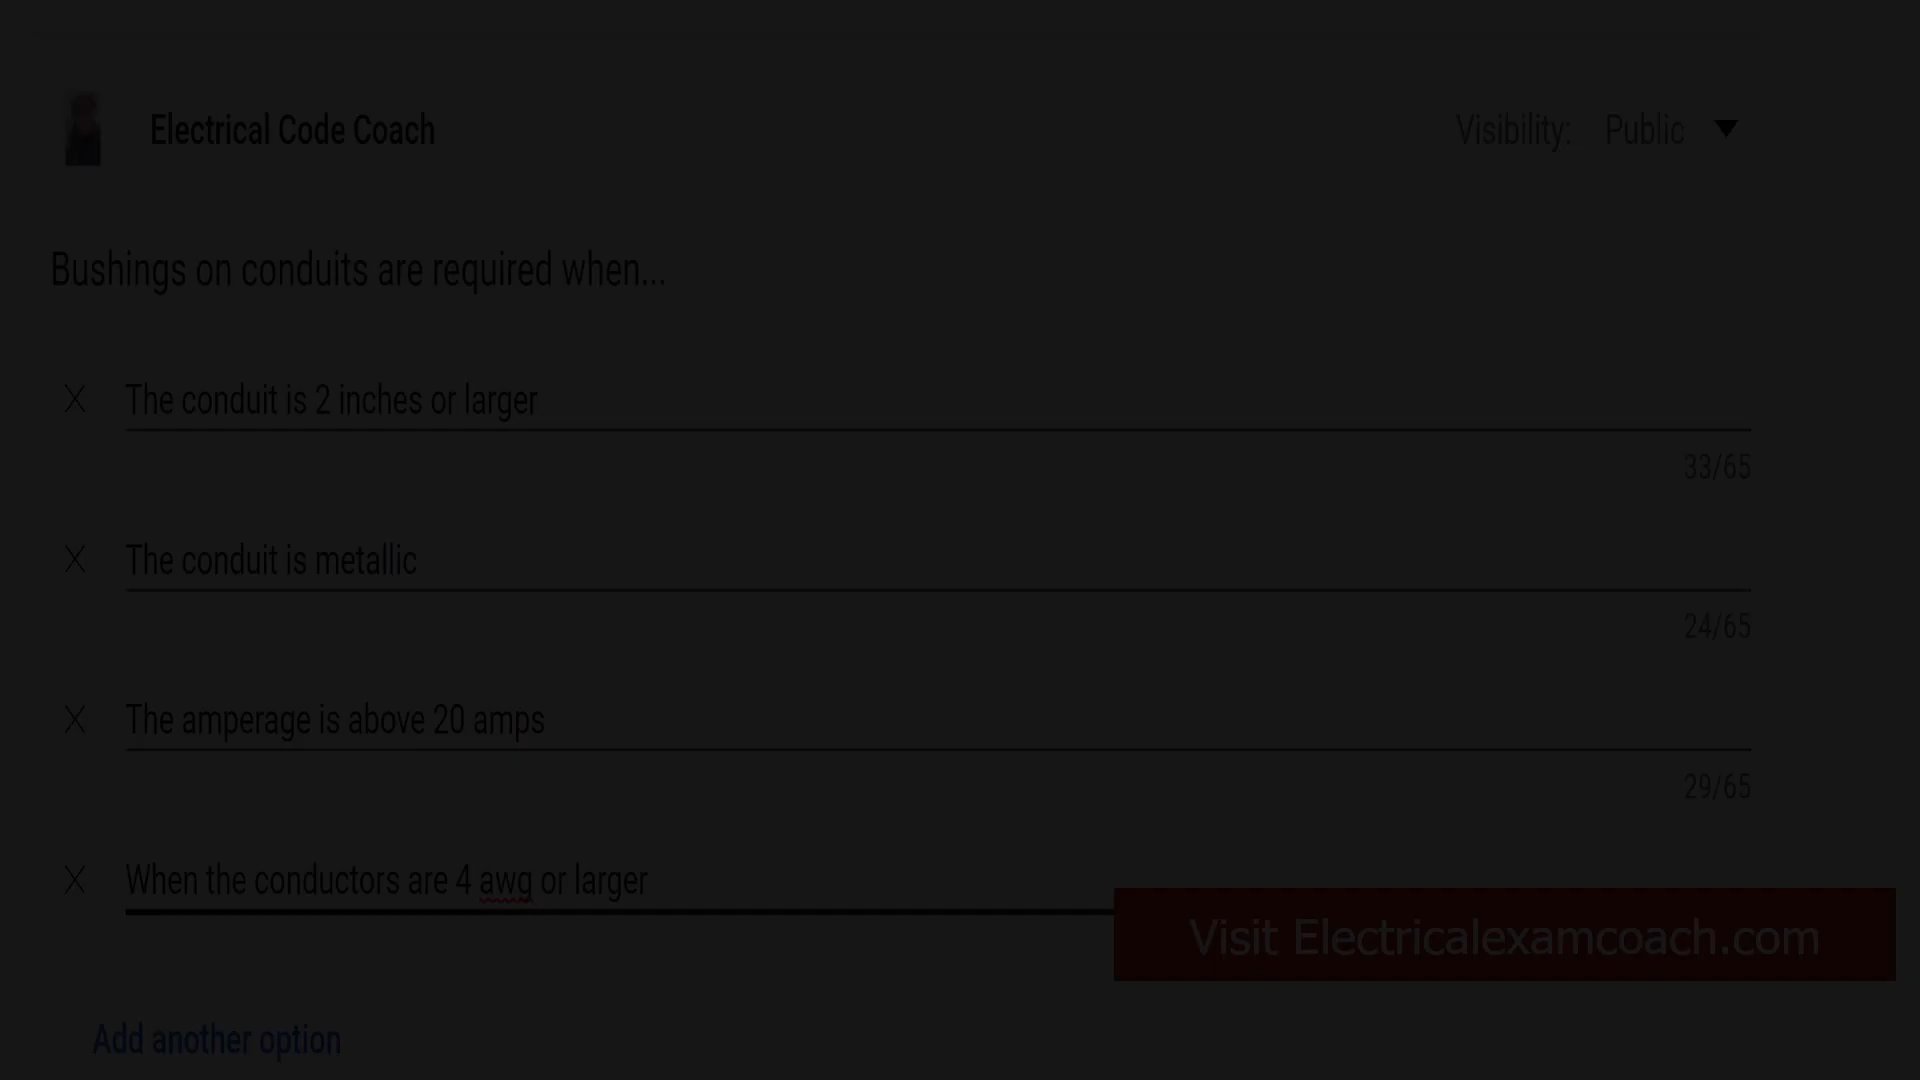 Electrical Code Coach
Visibility: Public
Bushings on conduits are required when...
The conduit is 2 inches or larger
33/65
The conduit is metallic
24/65
The amperage is above 20 amps
29/65
When the conductors are 4 awg or larger
Visit Electricalexamcoach.com
Add another option